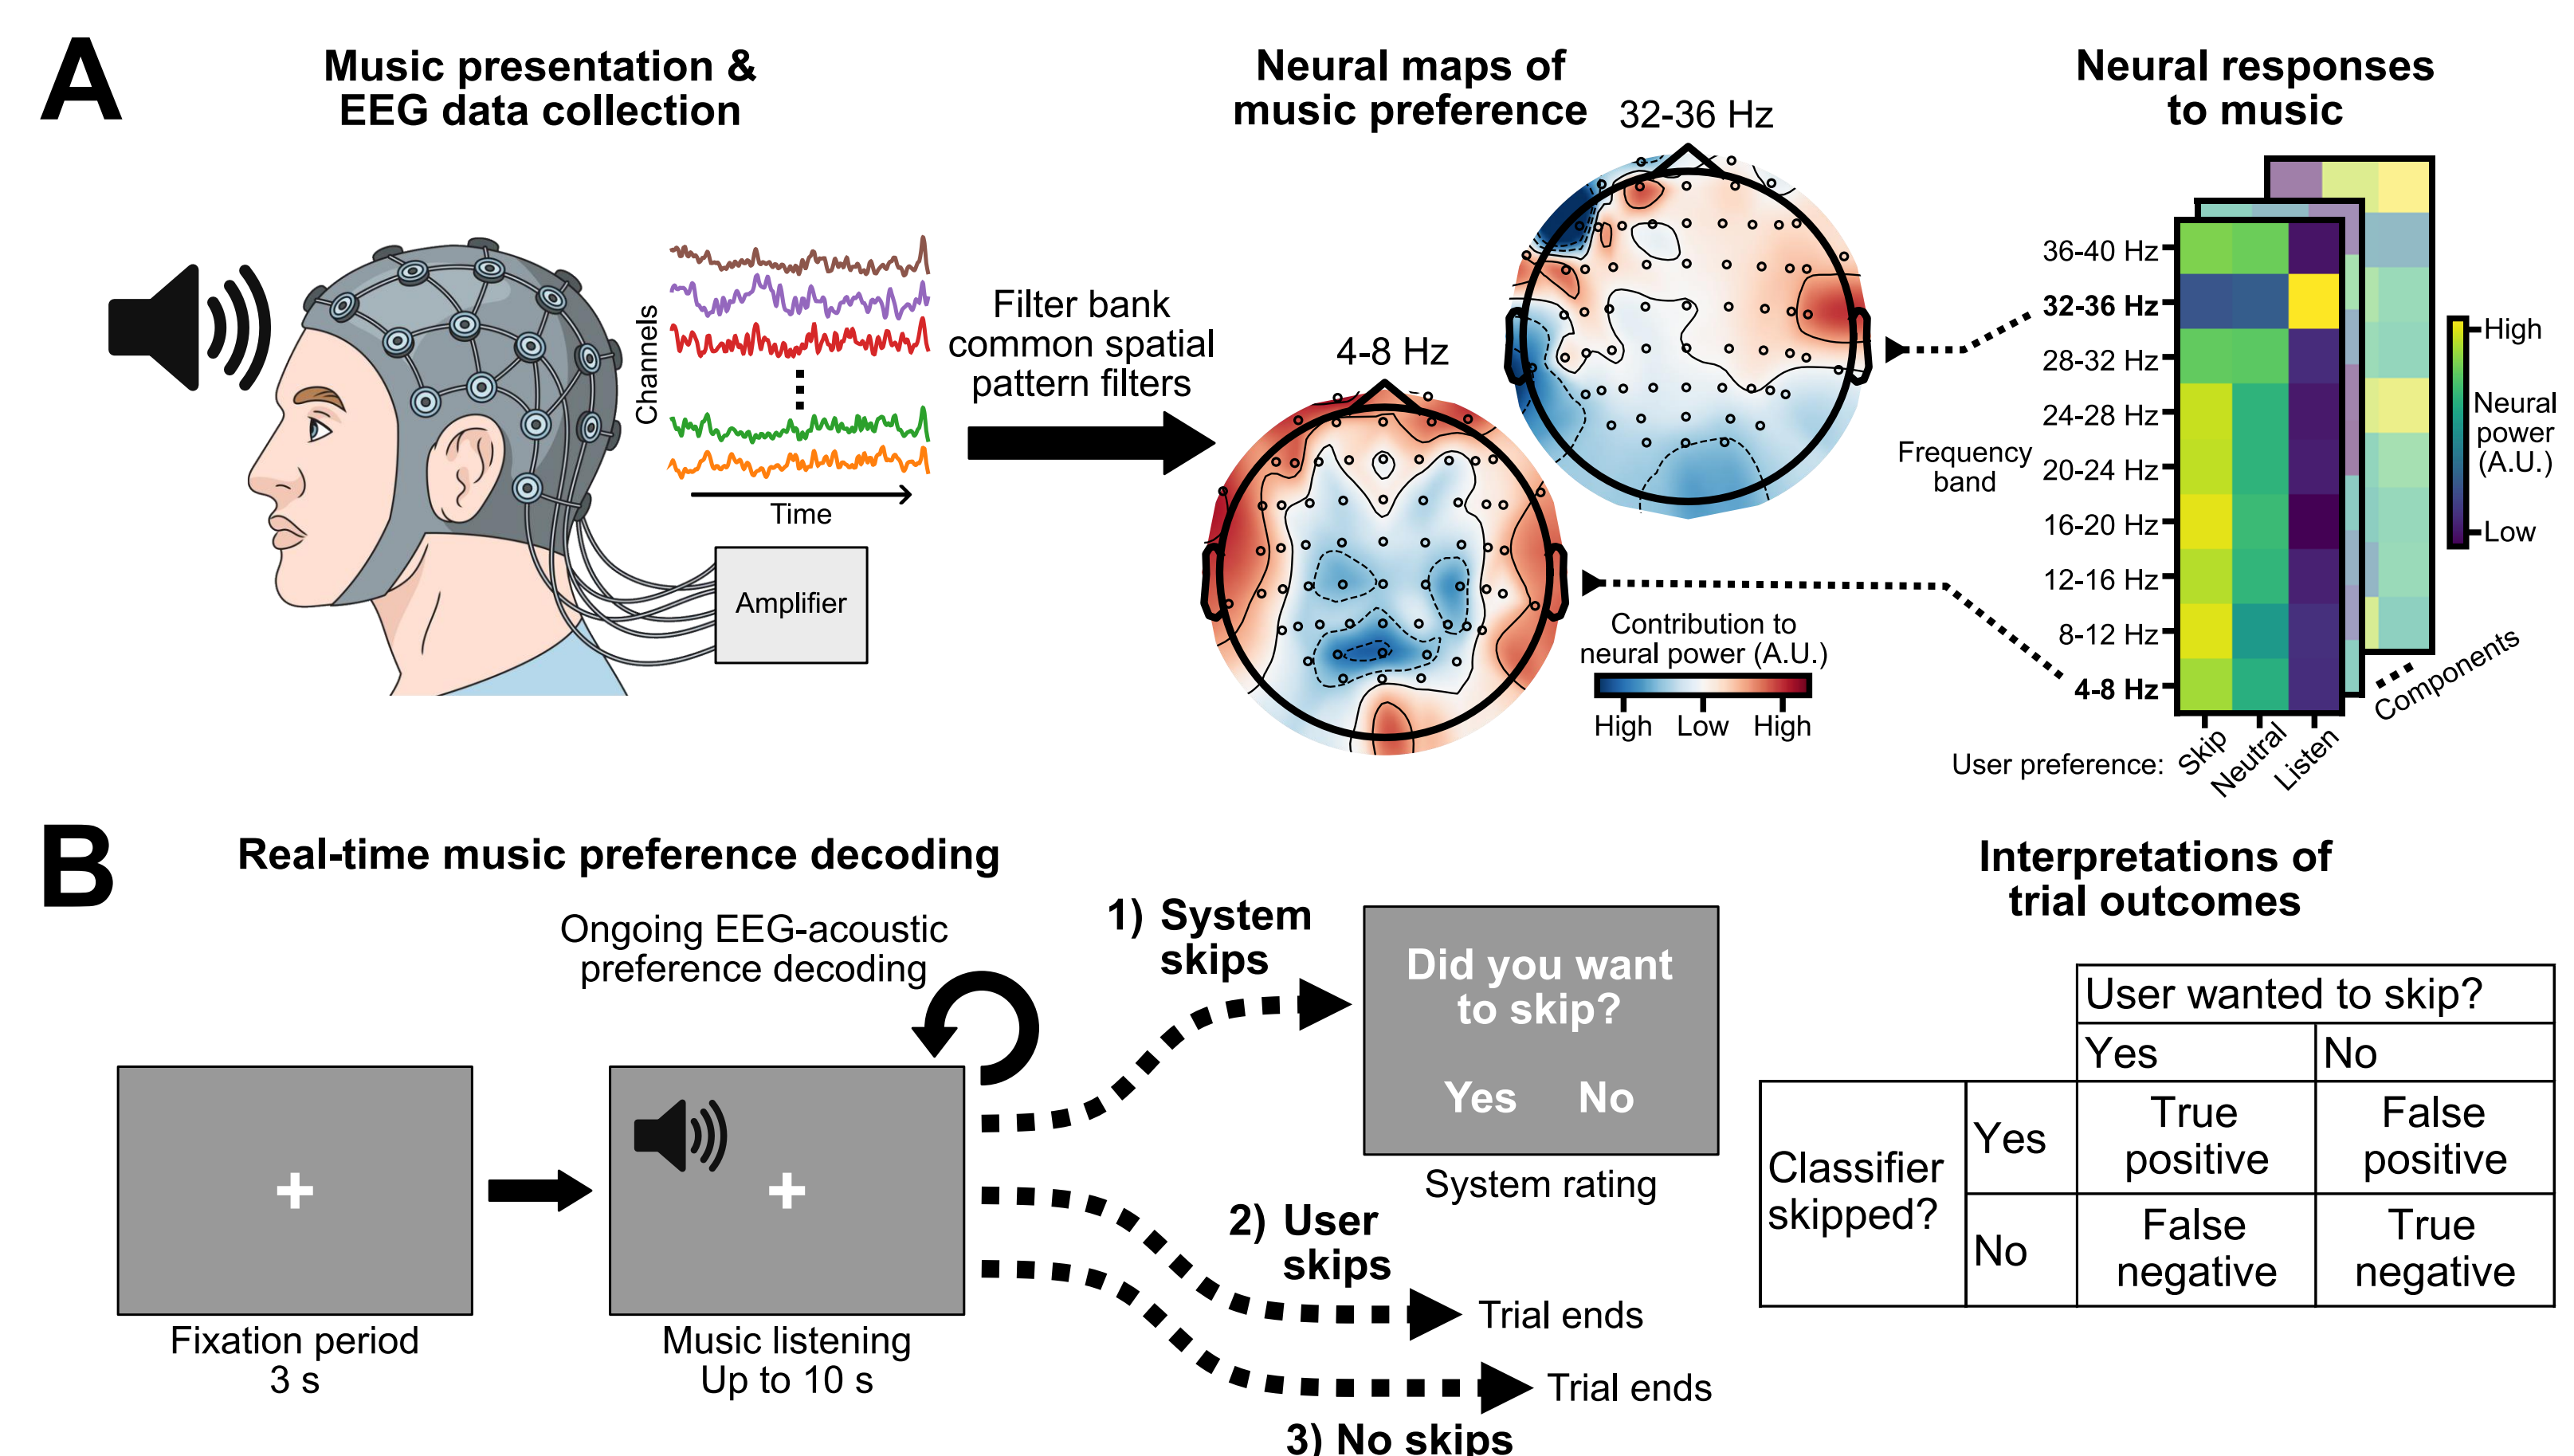 A
Music presentation &
EEG data collection
Channels
Time
Amplifier
Filter bank
common spatial
pattern filters
Neural maps of
music preference
32-36 Hz
4-8 Hz
Contribution to
neural power (A.U.)
High Low High
Neural responses
to music
Frequency
band
36-40 Hz
32-36 Hz
28-32 Hz
24-28 Hz
20-24 Hz
16-20 Hz
12-16 Hz
8-12 Hz
4-8 Hz
User preference:
Skip
Neutral
Listen
Components
High
Neural
power
(A.U.)
Low
B
Real-time music preference decoding
Ongoing EEG-acoustic
preference decoding
Fixation period
3 s
Music listening
Up to 10 s
1) System
skips
Did you want
to skip?
Yes No
System rating
2) User
skips
Trial ends
Trial ends
3) No skips
Interpretations of
trial outcomes
User wanted to skip?
Yes No
Classifier
skipped?
Yes
True
positive
False
positive
No
False
negative
True
negative